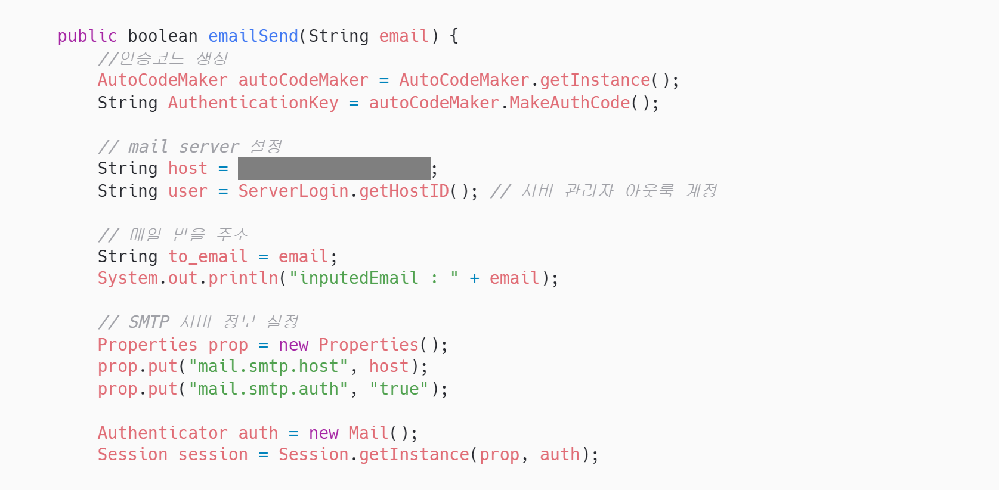 public boolean emailSend(String email) {
//인증코드 생성
AutoCodeMaker autoCodeMaker = AutoCodeMaker.getInstance();
String AuthenticationKey = autoCodeMaker.MakeAuthCode();
// mail server 설정
String host = ;
String user = ServerLogin.getHostID(); // 서버 관리자 아웃룩 계정
// 메일 받을 주소
String to_email = email;
System.out.println("inputedEmail : " + email);
// SMTP 서버 정보 설정
Properties prop = new Properties();
prop.put("mail.smtp.host", host);
prop.put("mail.smtp.auth", "true");
Authenticator auth = new Mail();
Session session = Session.getInstance(prop, auth);